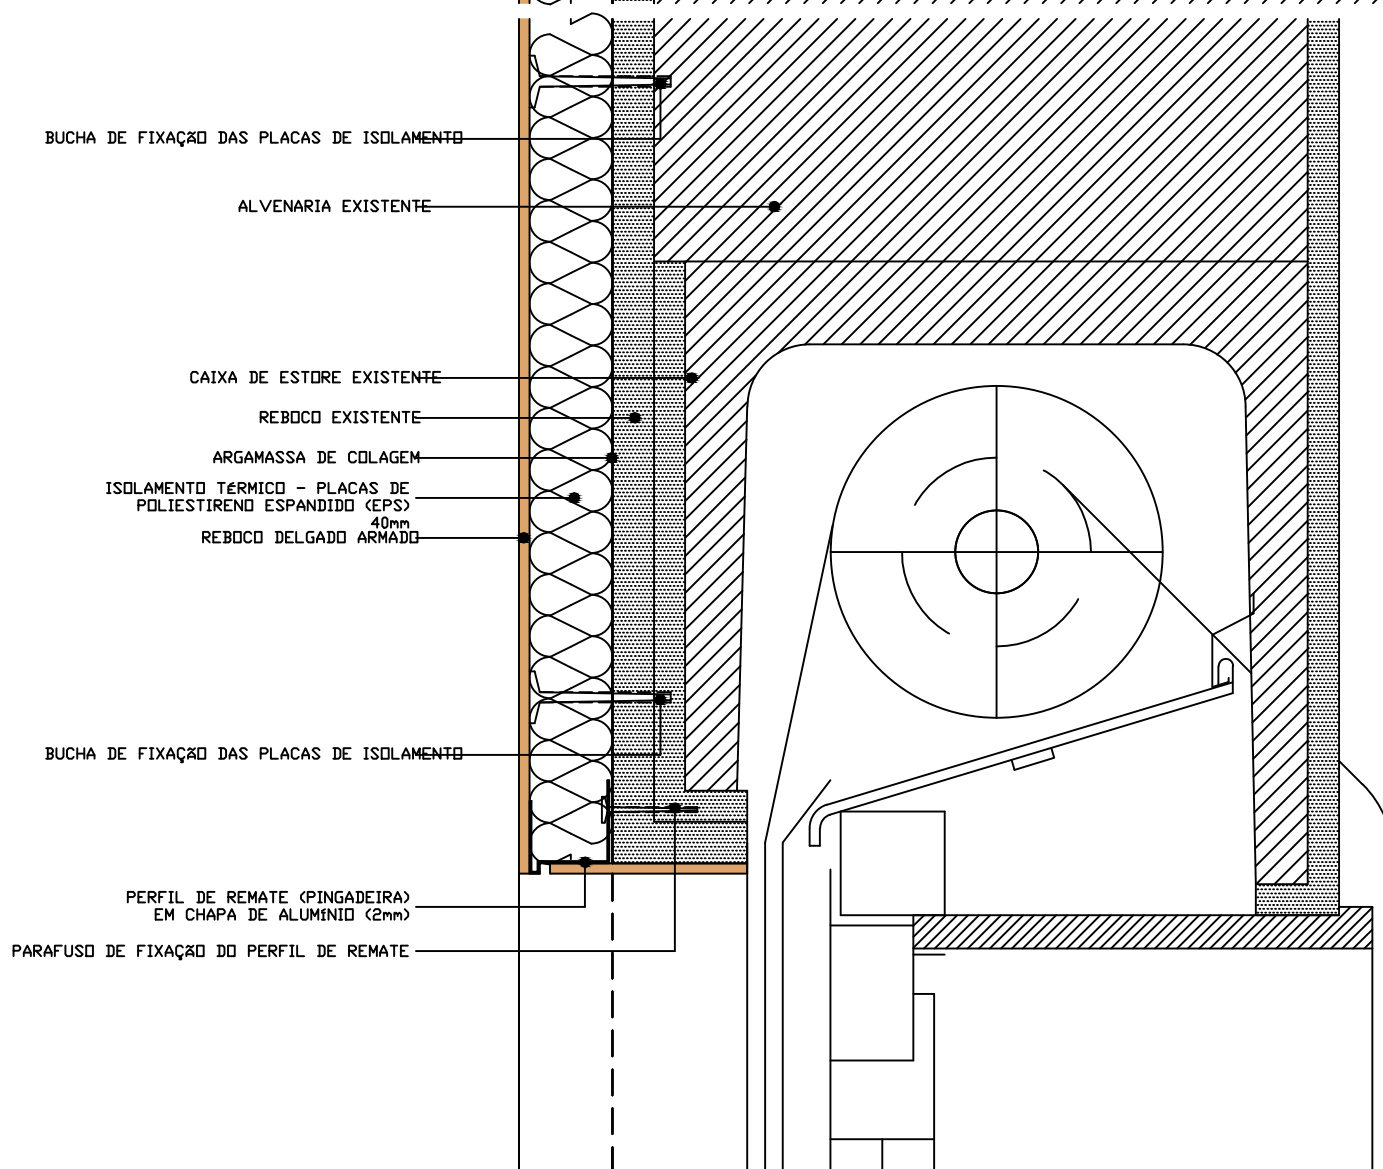 BUCHA DE FIXAÇÃO DAS PLACAS DE ISOLAMENTO
ALVENARIA EXISTENTE
CAIXA DE ESTORE EXISTENTE
REBOCO EXISTENTE
ARGAMASSA DE COLAGEM
ISOLAMENTO TÉRMICO - PLACAS DE
POLIESTIRENO ESPANDIDO (EPS)
40mm
REBOCO DELGADO ARMADO
BUCHA DE FIXAÇÃO DAS PLACAS DE ISOLAMENTO
PERFIL DE REMATE (PINGADEIRA)
EM CHAPA DE ALUMÍNIO (2mm)
PARAFUSO DE FIXAÇÃO DO PERFIL DE REMATE